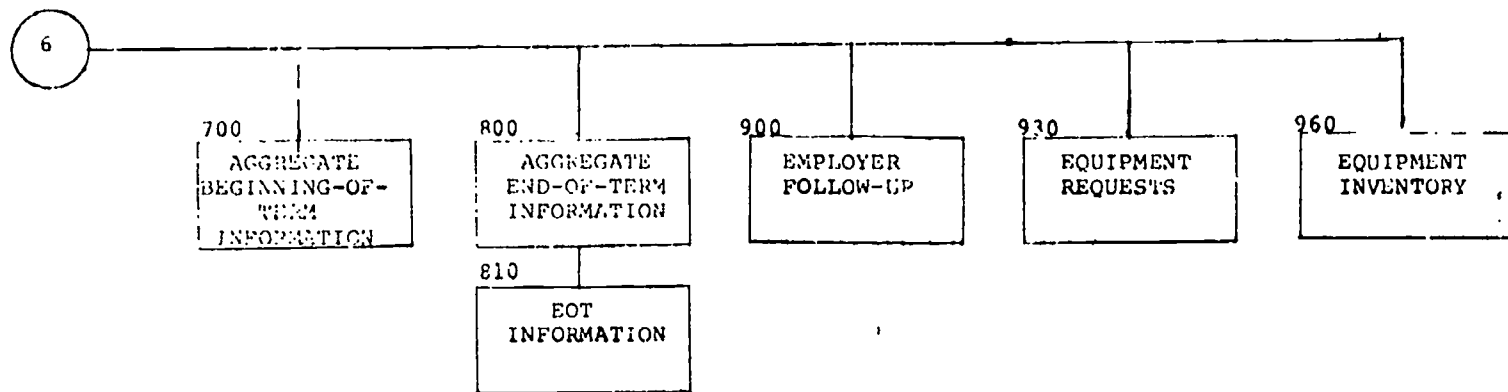 6
700
AGGREGATE
BEGINNING-OF-
TERM
INFORMATION
800
AGGREGATE
END-OF-TERM
INFORMATION
810
EOT
INFORMATION
900
EMPLOYER
FOLLOW-UP
930
EQUIPMENT
REQUESTS
960
EQUIPMENT
INVENTORY